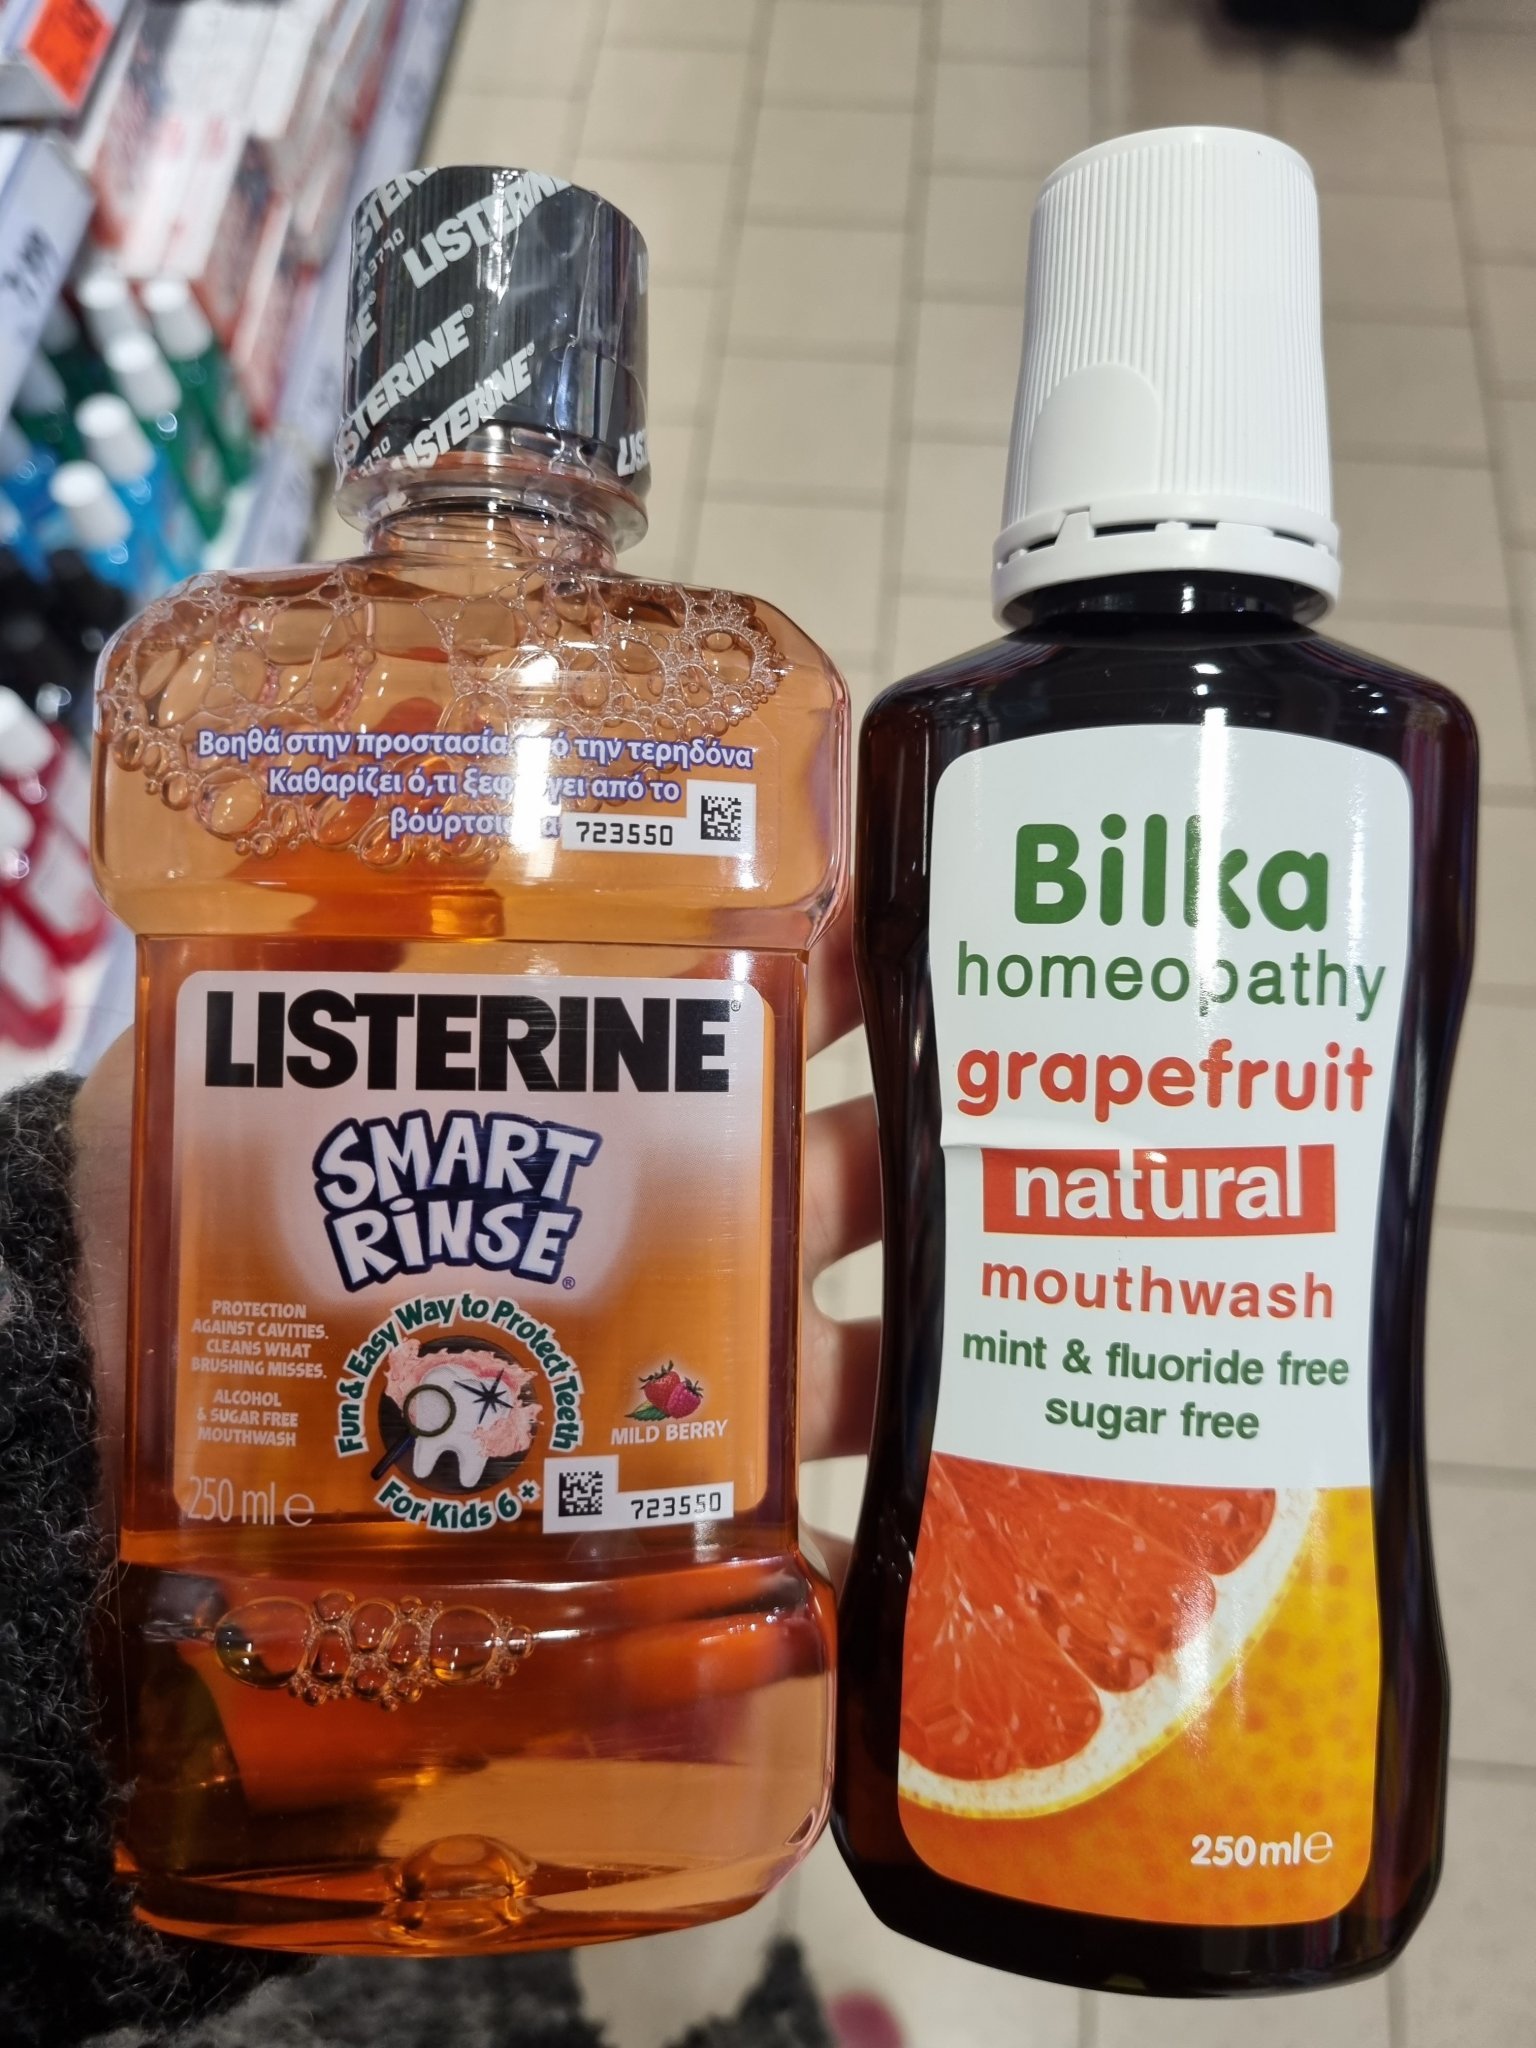 LISTERINE
LISTERINE®
LISTERINE®
Βοηθά στην προστασία από την τερηδόνα
Καθαρίζει ό,τι ξεφεύγει από το
723550
LISTERINE®
SMART
RINSE®
PROTECTION
AGAINST CAVITIES.
CLEANS WHAT
BRUSHING MISSES.
ALCOHOL
& SUGAR FREE
MOUTHWASH
250 ml e
Fun & Easy Way to Protect Teeth
For Kids 6+
MILD BERRY
723550
Bilka
homeopathy
grapefruit
natural
mouthwash
mint & fluoride free
sugar free
250ml e